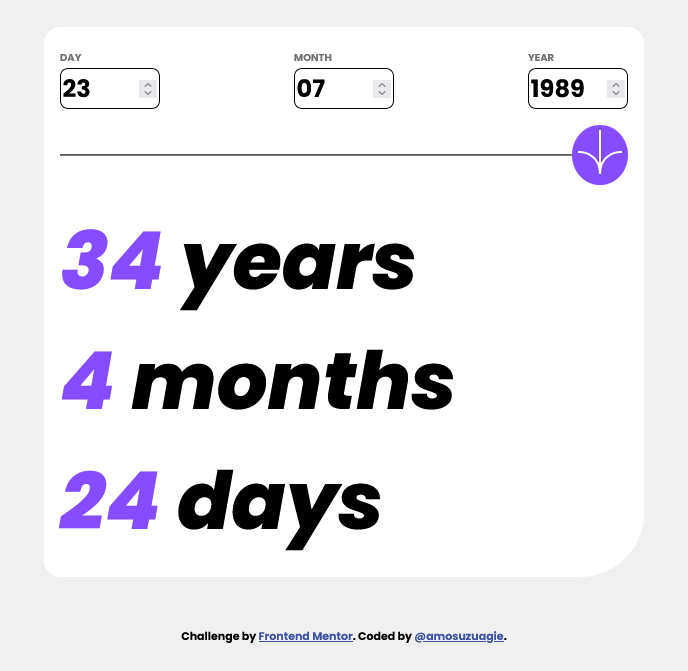 DAY MONTH YEAR
23 07 1989
34 years
4 months
24 days
Challenge by Frontend Mentor. Coded by @amosuzuagie.